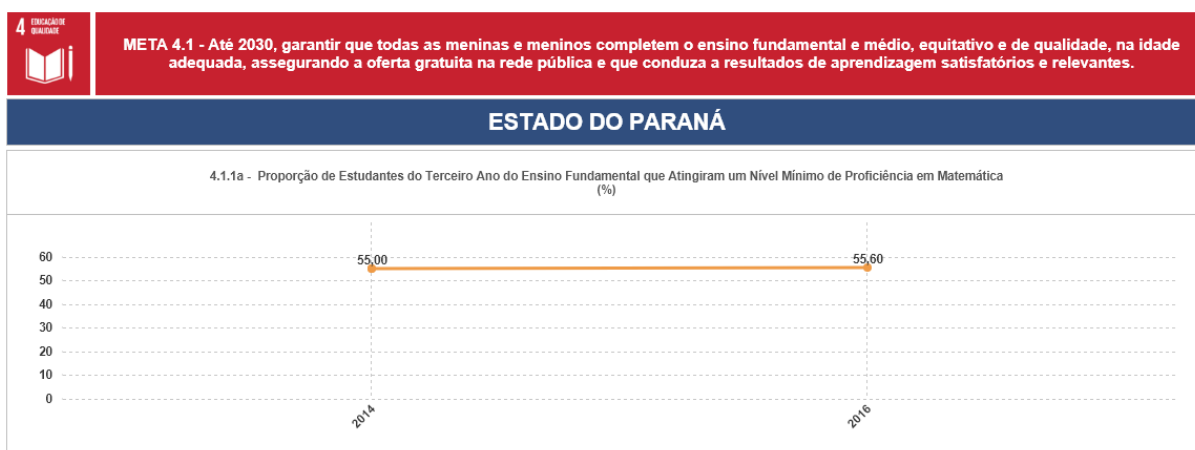 4 EDUCAÇÃO DE
QUALIDADE
META 4.1 - Até 2030, garantir que todas as meninas e meninos completem o ensino fundamental e médio, equitativo e de qualidade, na idade
adequada, assegurando a oferta gratuita na rede pública e que conduza a resultados de aprendizagem satisfatórios e relevantes.
ESTADO DO PARANÁ
4.1.1a - Proporção de Estudantes do Terceiro Ano do Ensino Fundamental que Atingiram um Nível Mínimo de Proficiência em Matemática
(%)
60
55,00
55,60
50
40
30
20
10
0
2014
2016